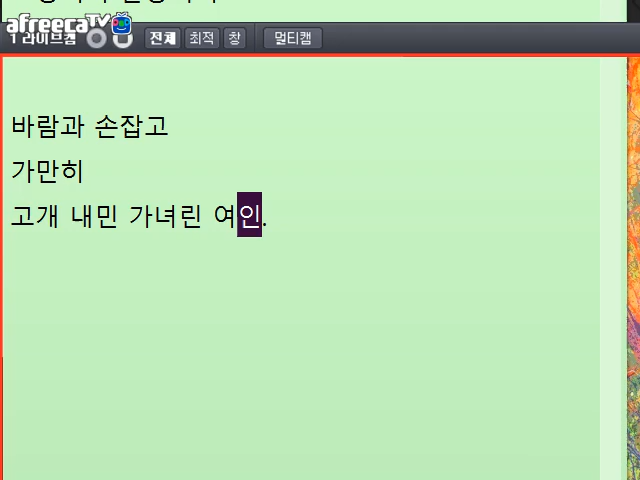 afreecaTV
1 라이브캠 전체 최적 창 멀티캠
바람과 손잡고
가만히
고개 내민 가녀린 여인.